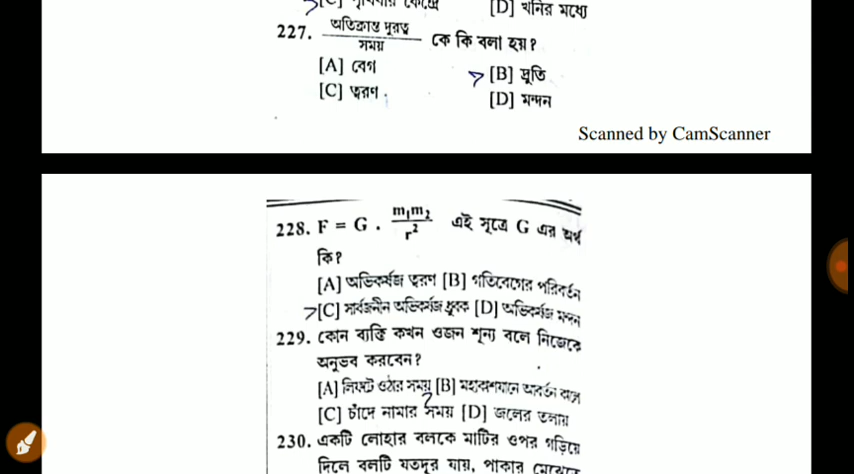 [D] খনির মধ্যে
227. অতিক্রান্ত দূরত্ব / সময় কে কি বলা হয়?
[A] বেগ [B] দ্রুতি
[C] ত্বরণ [D] মন্দন
Scanned by CamScanner
228. F = G . m₁m₂ / r² এই সূত্রে G এর অর্থ
কি?
[A] অভিকর্ষজ ত্বরণ [B] গতিবেগের পরিবর্তন
[C] সার্বজনীন অভিকর্ষজ ধ্রুবক [D] অভিকর্ষজ মন্দন
229. কোন ব্যক্তি কখন ওজন শূন্য বলে নিজেকে
অনুভব করবেন?
[A] লিফটে ওঠার সময় [B] মহাকাশযানে আবর্তন কালে
[C] চাঁদে নামার সময় [D] জলের তলায়
230. একটি লোহার বলকে মাটির ওপর গড়িয়ে
দিলে বলটি যতদূর যায়, পাকার মেঝেতে